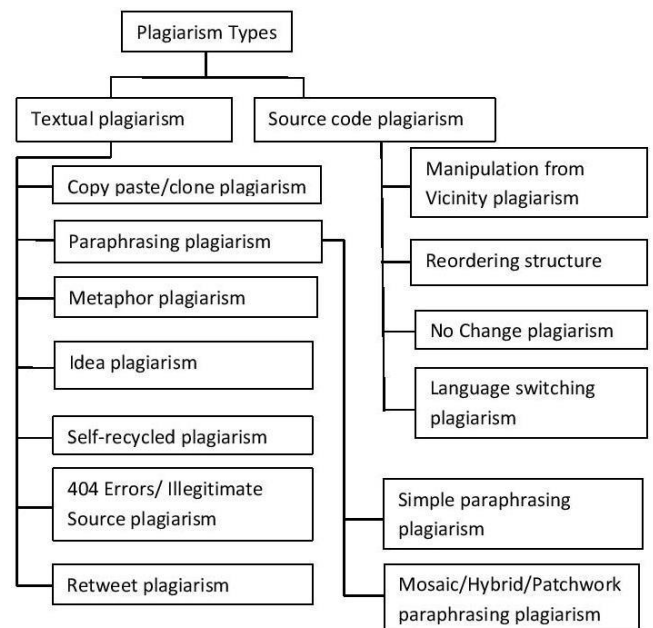 Plagiarism Types
Textual plagiarism
Source code plagiarism
Copy paste/clone plagiarism
Paraphrasing plagiarism
Metaphor plagiarism
Idea plagiarism
Self-recycled plagiarism
404 Errors/ Illegitimate
Source plagiarism
Retweet plagiarism
Manipulation from
Vicinity plagiarism
Reordering structure
No Change plagiarism
Language switching
plagiarism
Simple paraphrasing
plagiarism
Mosaic/Hybrid/Patchwork
paraphrasing plagiarism